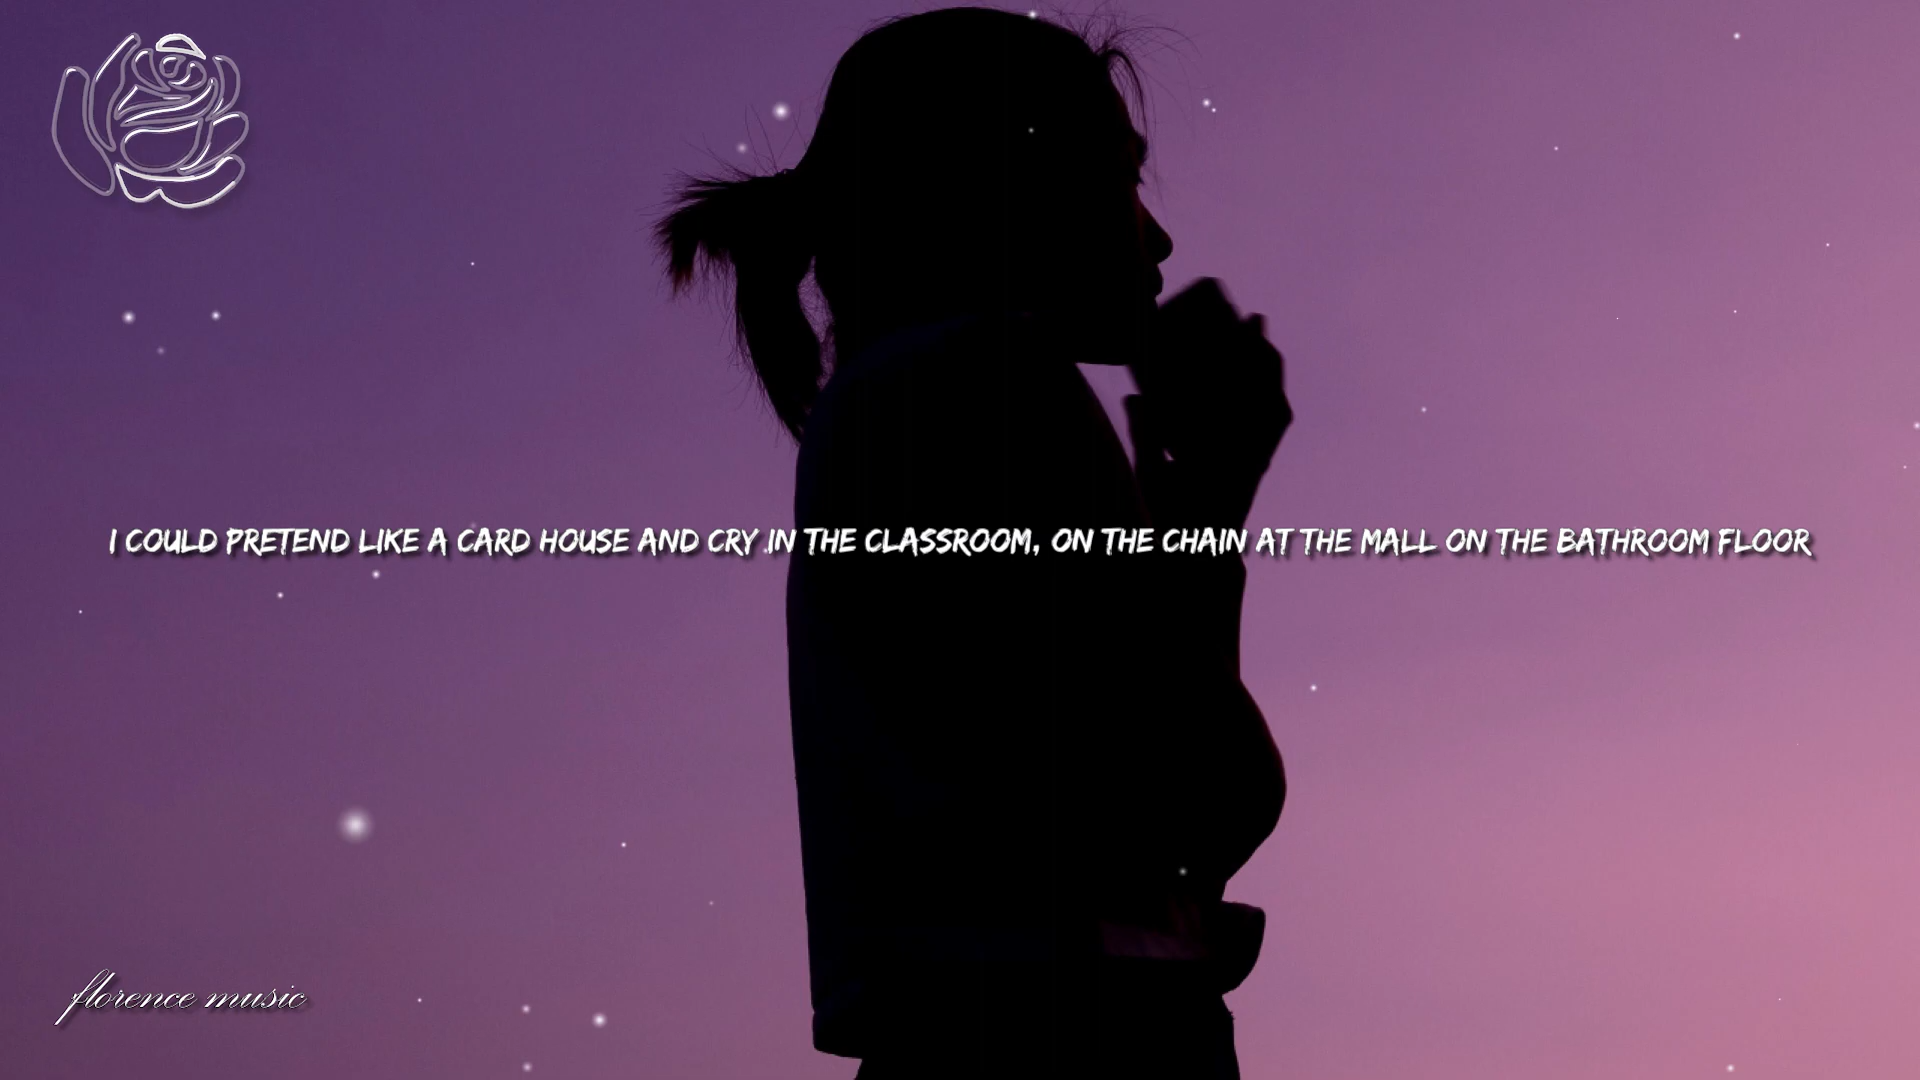 I COULD PRETEND LIKE A CARD HOUSE AND CRY IN THE CLASSROOM, ON THE CHAIN AT THE MALL ON THE BATHROOM FLOOR
florence music